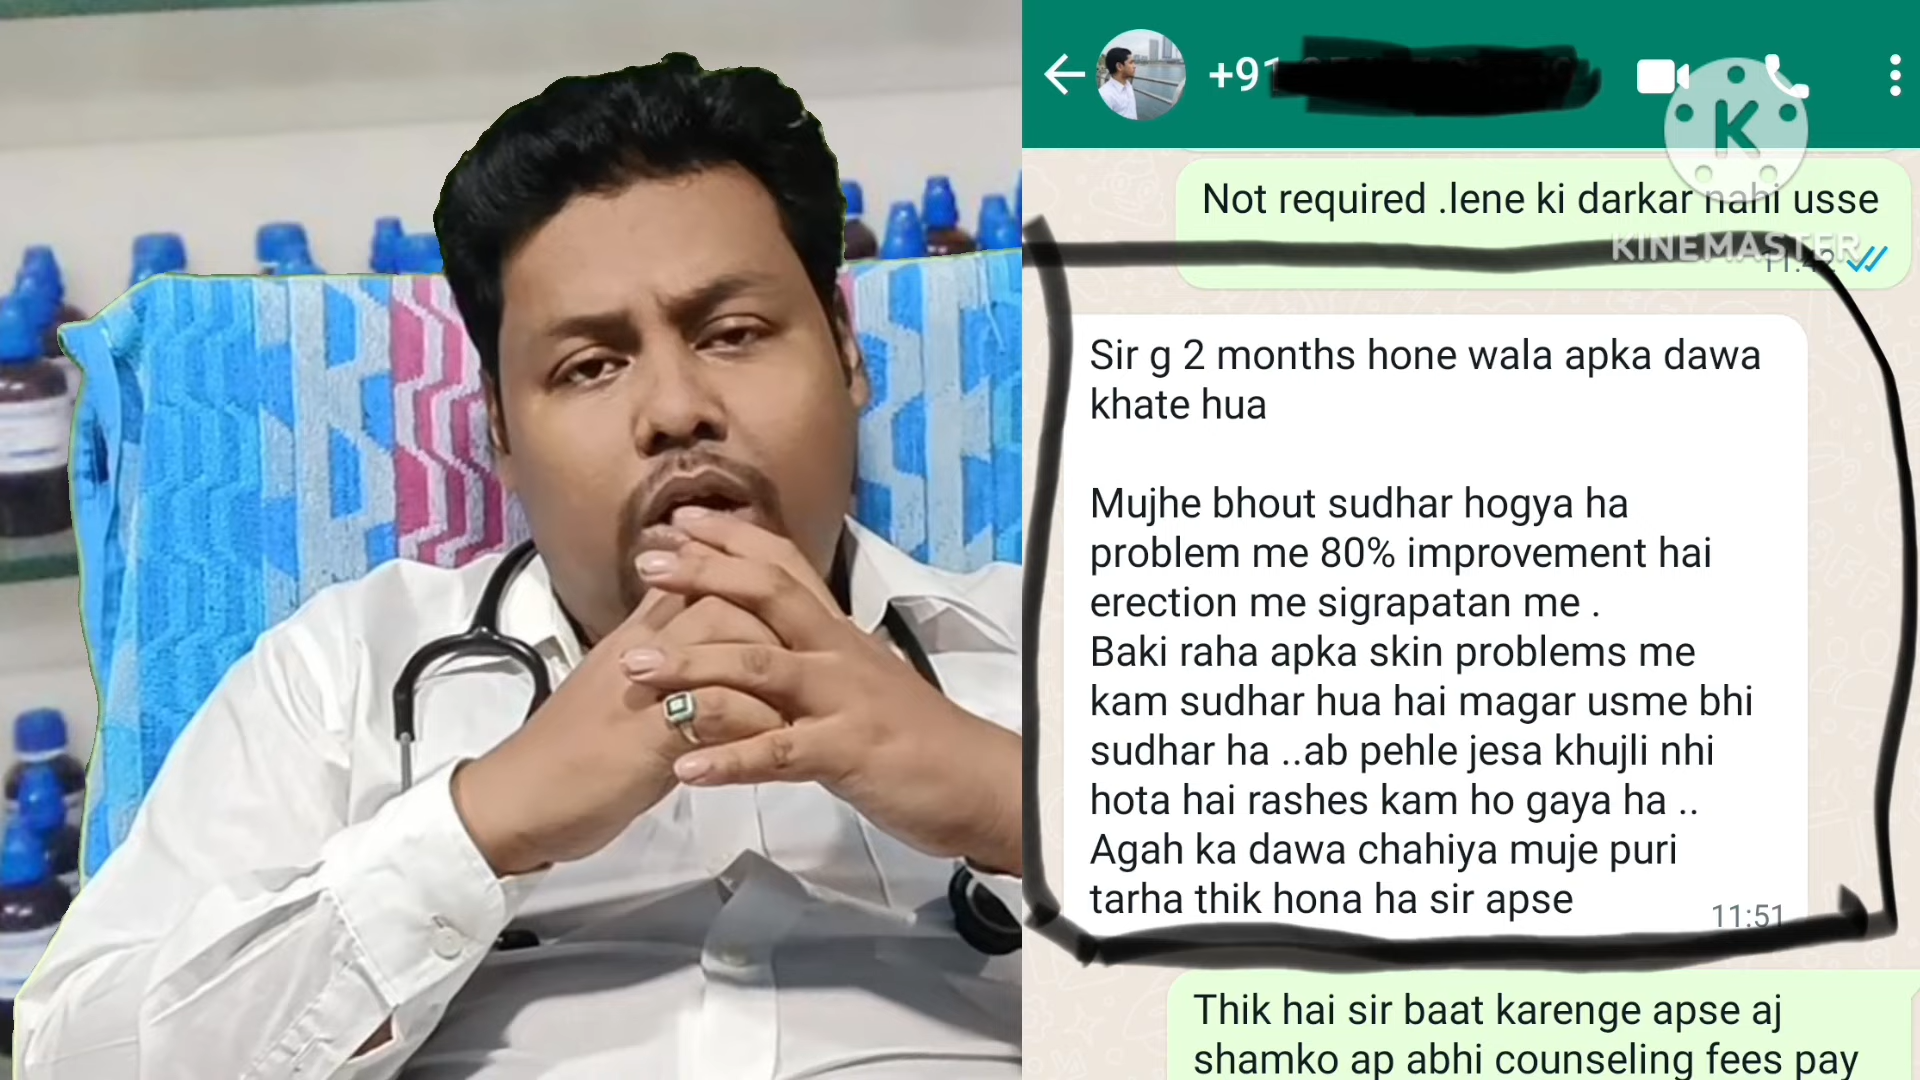 +91
Not required .lene ki darkar nahi usse
KINEMASTER
Sir g 2 months hone wala apka dawa
khate hua
Mujhe bhout sudhar hogya ha
problem me 80% improvement hai
erection me sigrapatan me .
Baki raha apka skin problems me
kam sudhar hua hai magar usme bhi
sudhar ha ..ab pehle jesa khujli nhi
hota hai rashes kam ho gaya ha ..
Agah ka dawa chahiya muje puri
tarha thik hona ha sir apse
11:51
Thik hai sir baat karenge apse aj
shamko ap abhi counseling fees pay